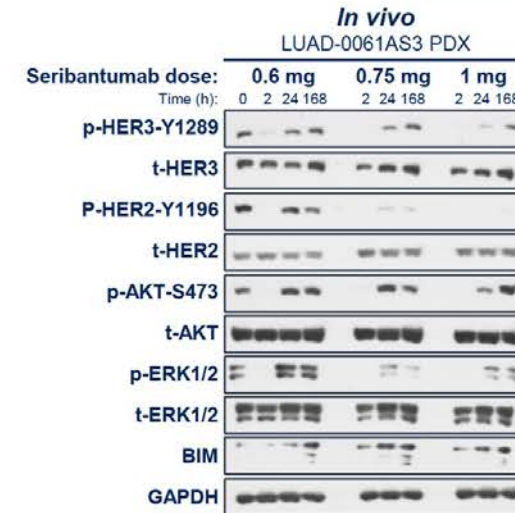 In vivo
LUAD-0061AS3 PDX
Seribantumab dose: 0.6 mg 0.75 mg 1 mg
Time (h): 0 2 24 168 2 24 168 2 24 168
p-HER3-Y1289
t-HER3
P-HER2-Y1196
t-HER2
p-AKT-S473
t-AKT
p-ERK1/2
t-ERK1/2
BIM
GAPDH